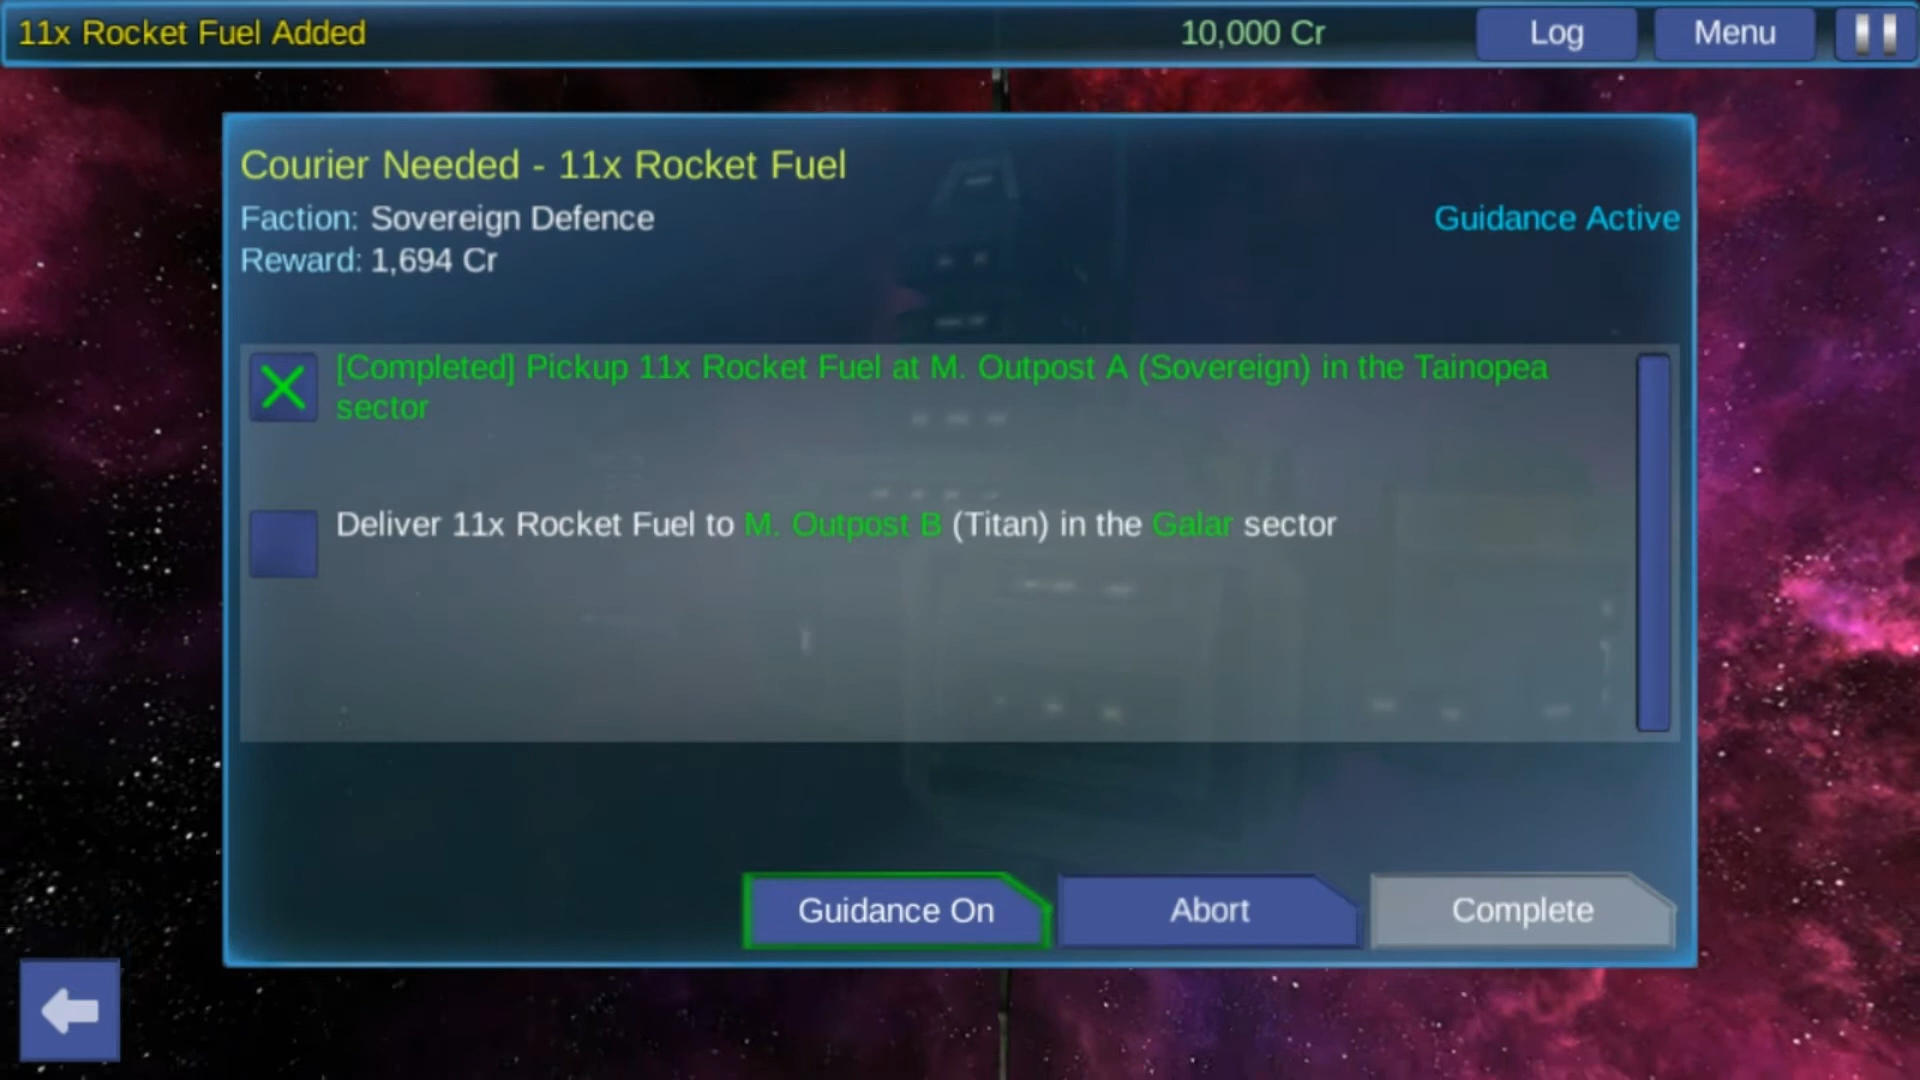 11x Rocket Fuel Added
10,000 Cr
Log
Menu
Courier Needed - 11x Rocket Fuel
Faction: Sovereign Defence
Guidance Active
Reward: 1,694 Cr
[Completed] Pickup 11x Rocket Fuel at M. Outpost A (Sovereign) in the Tainopea
sector
Deliver 11x Rocket Fuel to M. Outpost B (Titan) in the Galar sector
Guidance On
Abort
Complete